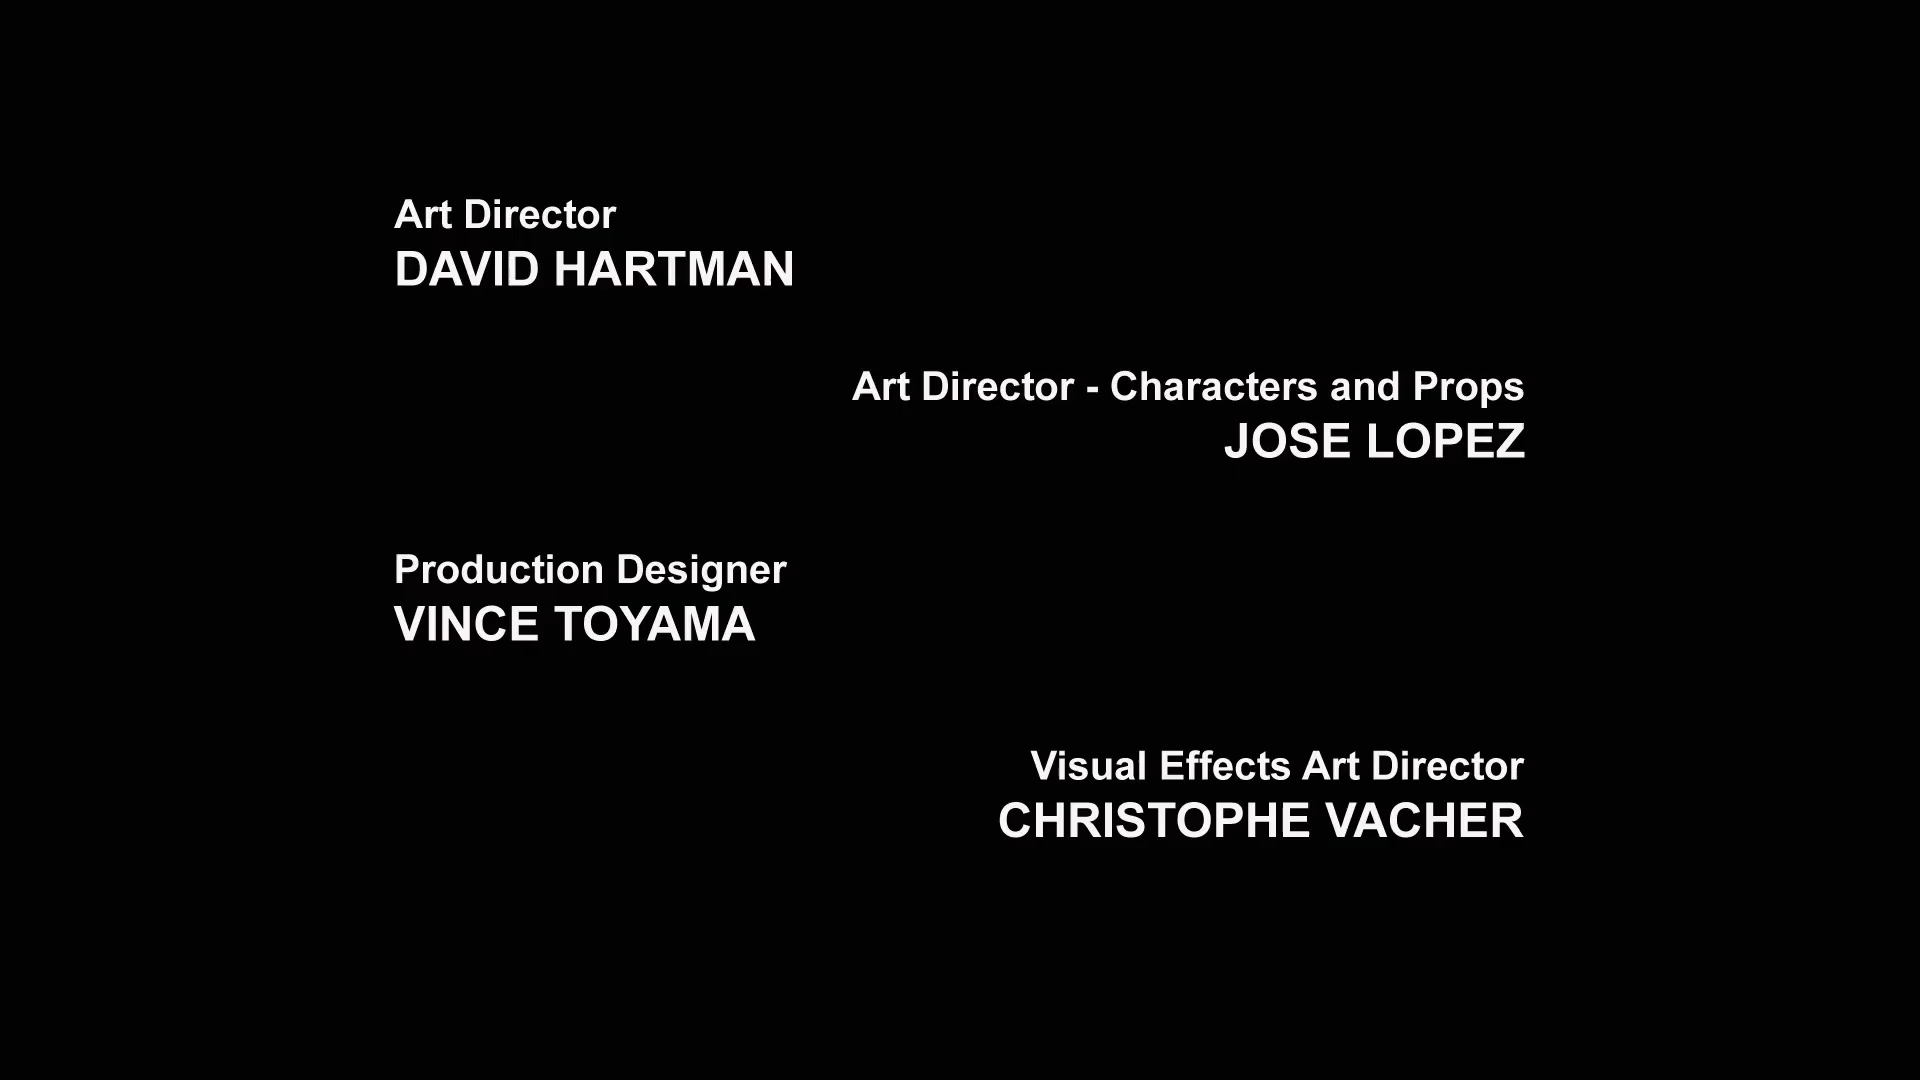 Art Director
DAVID HARTMAN
Art Director - Characters and Props
JOSE LOPEZ
Production Designer
VINCE TOYAMA
Visual Effects Art Director
CHRISTOPHE VACHER